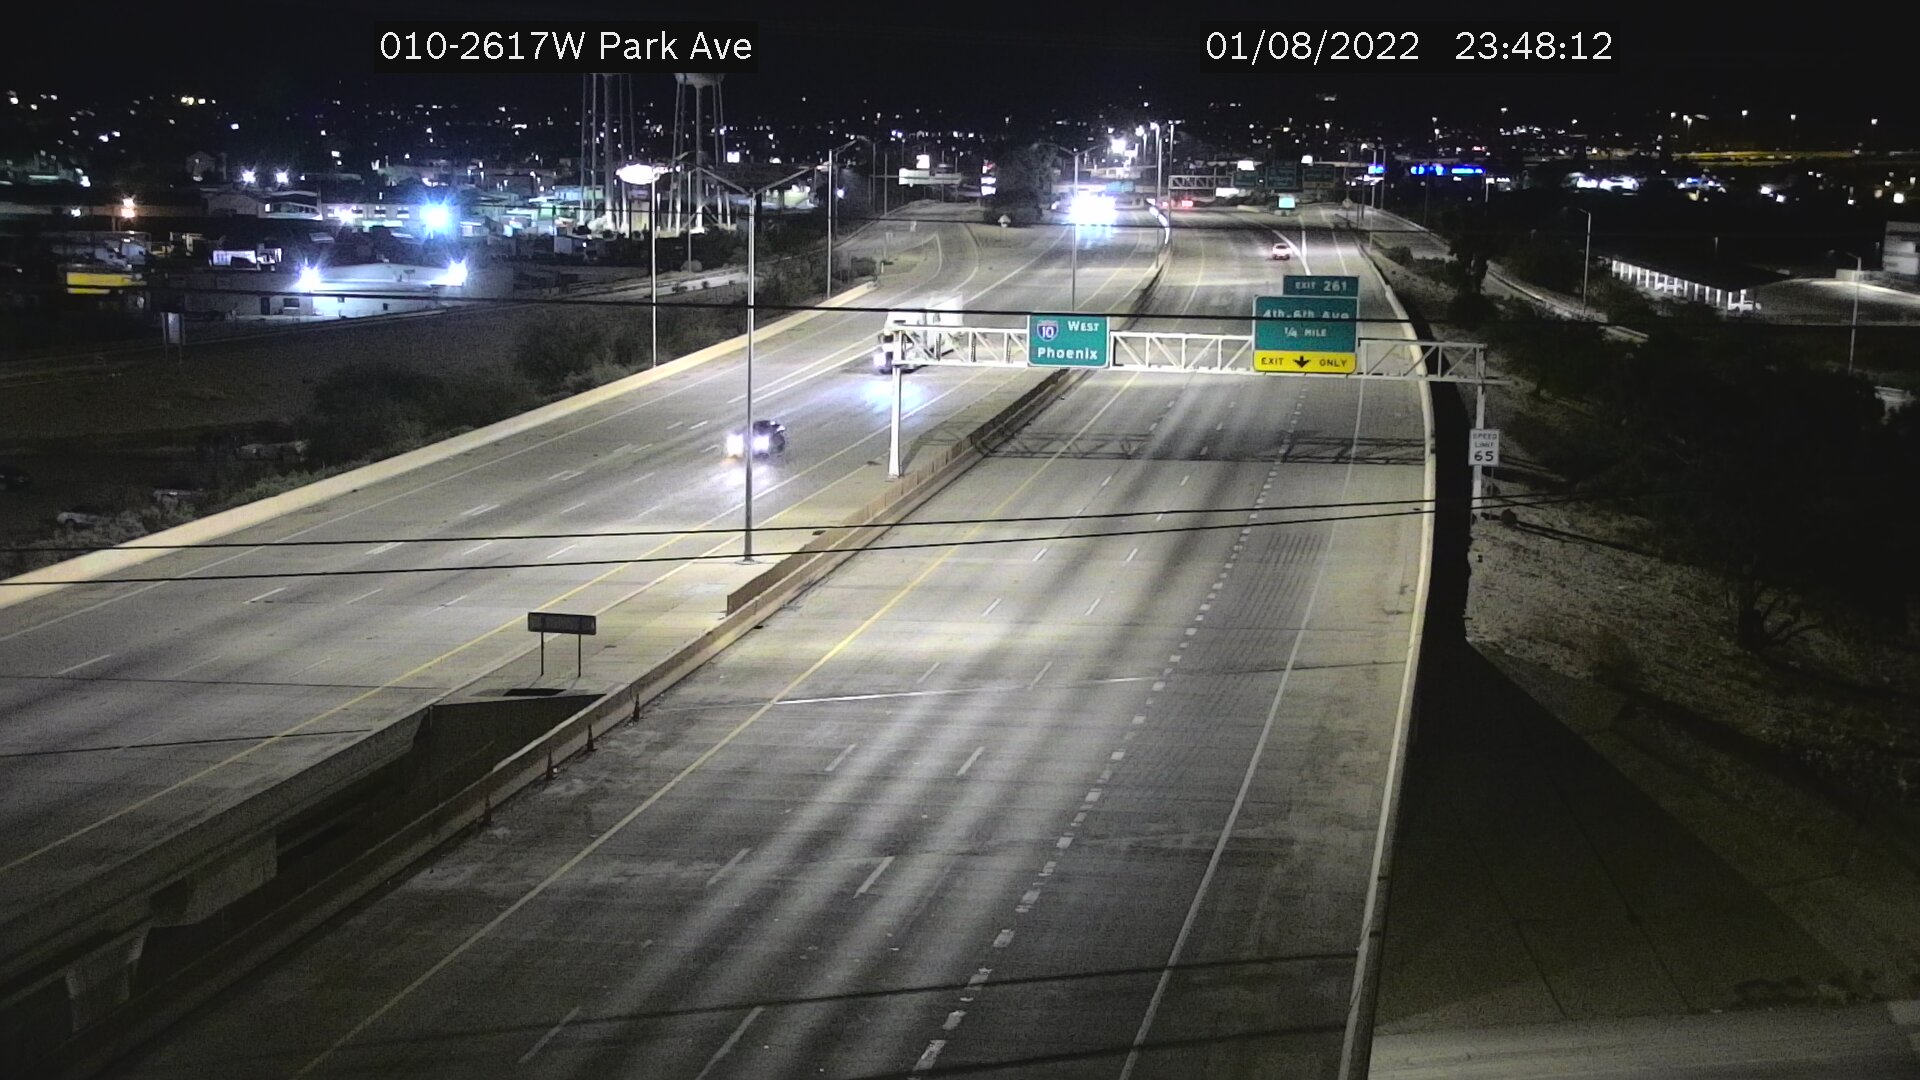 010-2617W Park Ave
01/08/2022 23:48:12
EXIT 261
4th-6th Ave
1/4 MILE
EXIT ONLY
10 WEST
Phoenix
SPEED
LIMIT
65